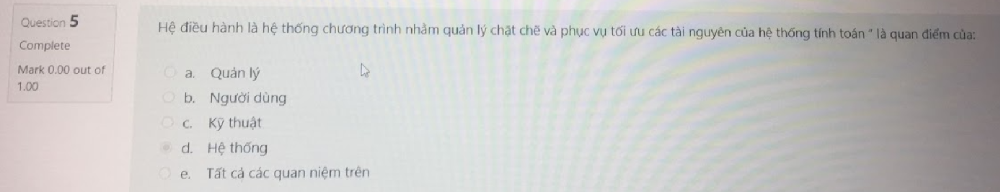 Question 5
Complete
Mark 0.00 out of
1.00
Hệ điều hành là hệ thống chương trình nhằm quản lý chặt chẽ và phục vụ tối ưu các tài nguyên của hệ thống tính toán " là quan điểm của:
a. Quản lý
b. Người dùng
c. Kỹ thuật
d. Hệ thống
e. Tất cả các quan niệm trên